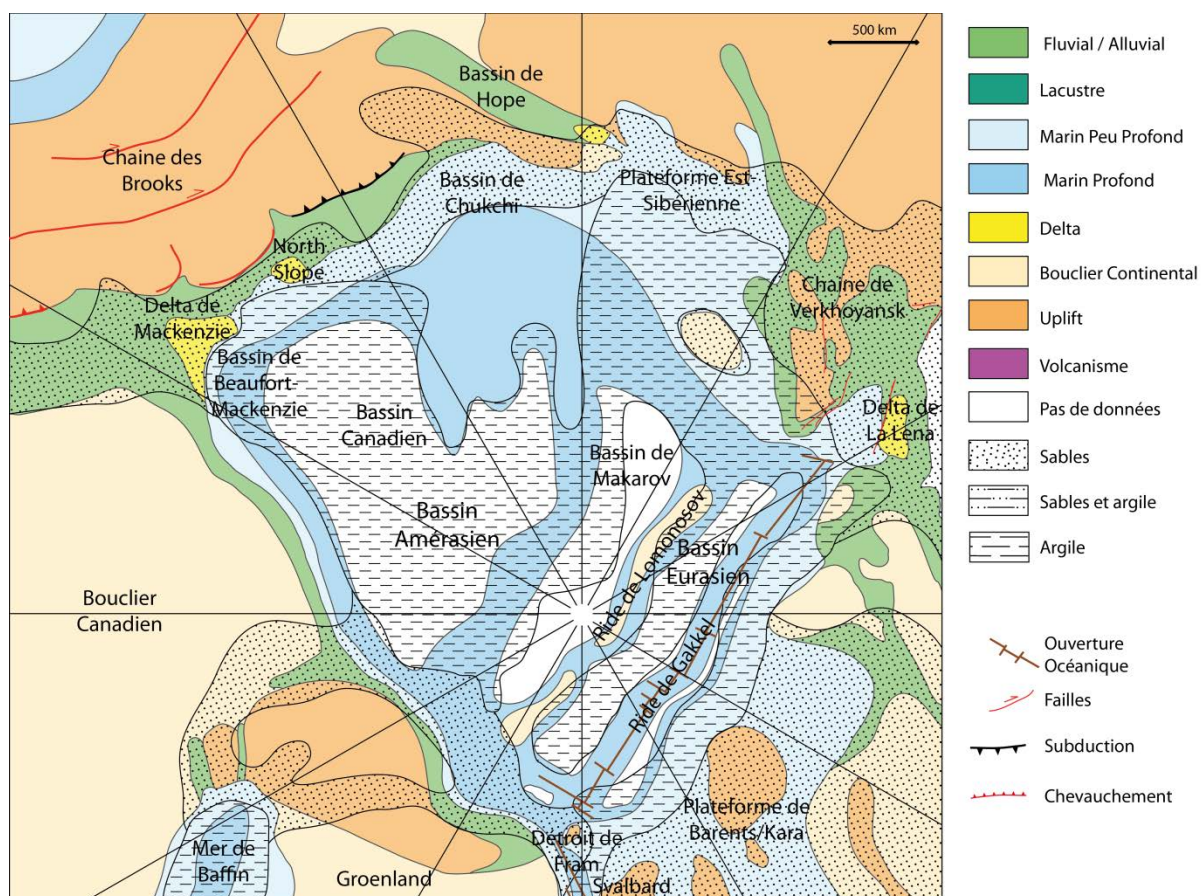 500 km
Bassin de
Hope
Chaine des
Brooks
Bassin de
Chukchi
Plateforme Est-
Sibérienne
North
Slope
Delta de
Mackenzie
Chaine de
Verkhoyansk
Bassin de
Beaufort-
Mackenzie
Bassin
Canadien
Delta de
La Léna
Bassin de
Makarov
Bassin
Amérasien
Ride de Lomonosov
Bassin
Eurasien
Bouclier
Canadien
Ride de Gakkel
Plateforme de
Barents/Kara
Détroit de
Fram
Mer de
Baffin
Groenland
Svalbard
Fluvial / Alluvial
Lacustre
Marin Peu Profond
Marin Profond
Delta
Bouclier Continental
Uplift
Volcanisme
Pas de données
Sables
Sables et argile
Argile
Ouverture
Océanique
Failles
Subduction
Chevauchement